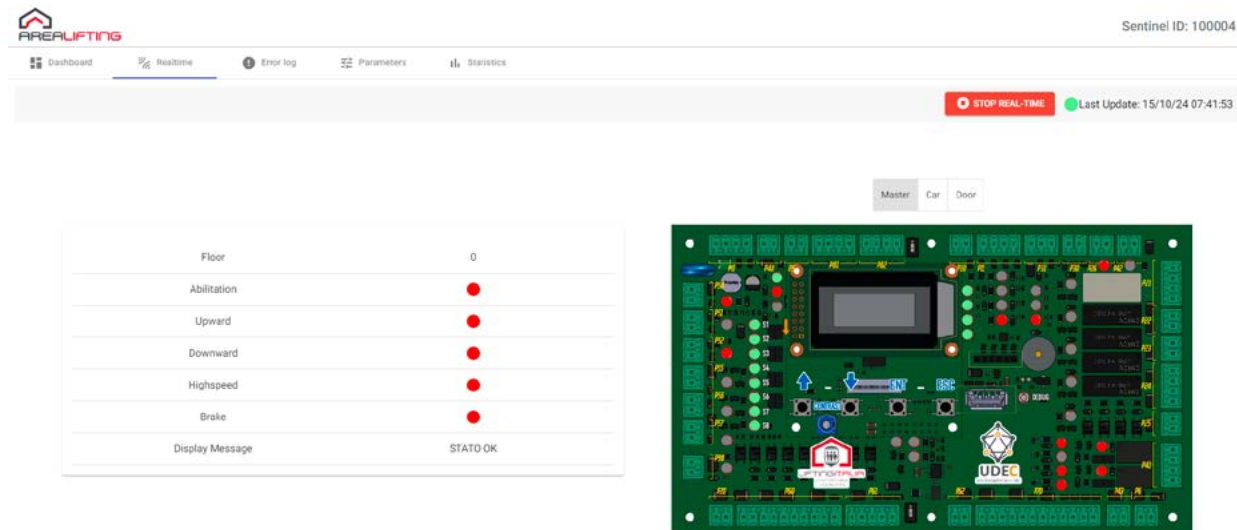 AREALIFTING
Sentinel ID: 100004
Dashboard
Realtime
Error log
Parameters
Statistics
STOP REAL-TIME
Last Update: 15/10/24 07:41:53
Master
Car
Door
Floor 0
Abilitation
Upward
Downward
Highspeed
Brake
Display Message STATO OK
S1
S2
S3
S4
S5
S6
S7
S8
- ENT - ESC
CONTRAST
DEBUG
LIFTINGITALIA
UDEC